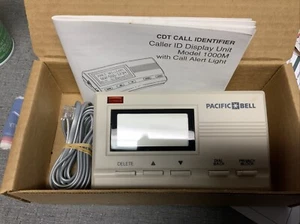 CDT CALL IDENTIFIER
Caller ID Display Unit
Model 1000M
with Call Alert Light
PACIFIC BELL
DELETE